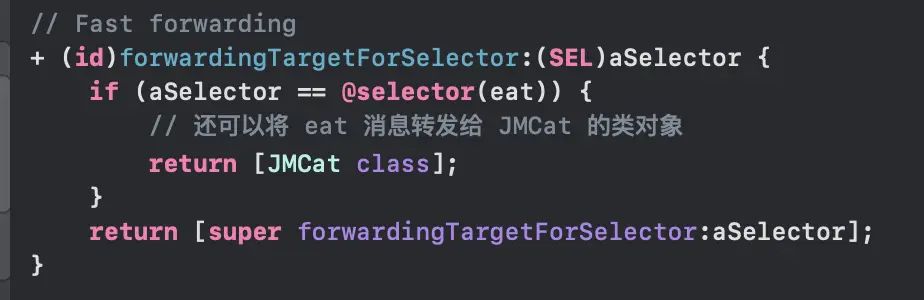 // Fast forwarding
+ (id)forwardingTargetForSelector:(SEL)aSelector {
    if (aSelector == @selector(eat)) {
        // 还可以将 eat 消息转发给 JMCat 的类对象
        return [JMCat class];
    }
    return [super forwardingTargetForSelector:aSelector];
}